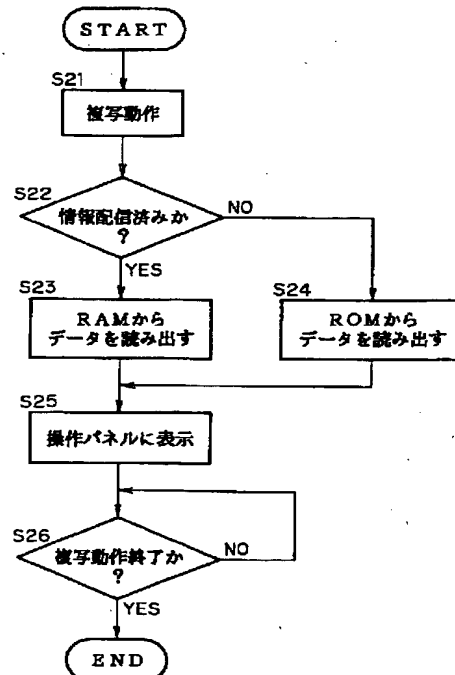 START
S21
複写動作
S22
情報配信済みか
?
NO
YES
S23
RAMから
データを読み出す
S24
ROMから
データを読み出す
S25
操作パネルに表示
S26
複写動作終了か
?
NO
YES
END